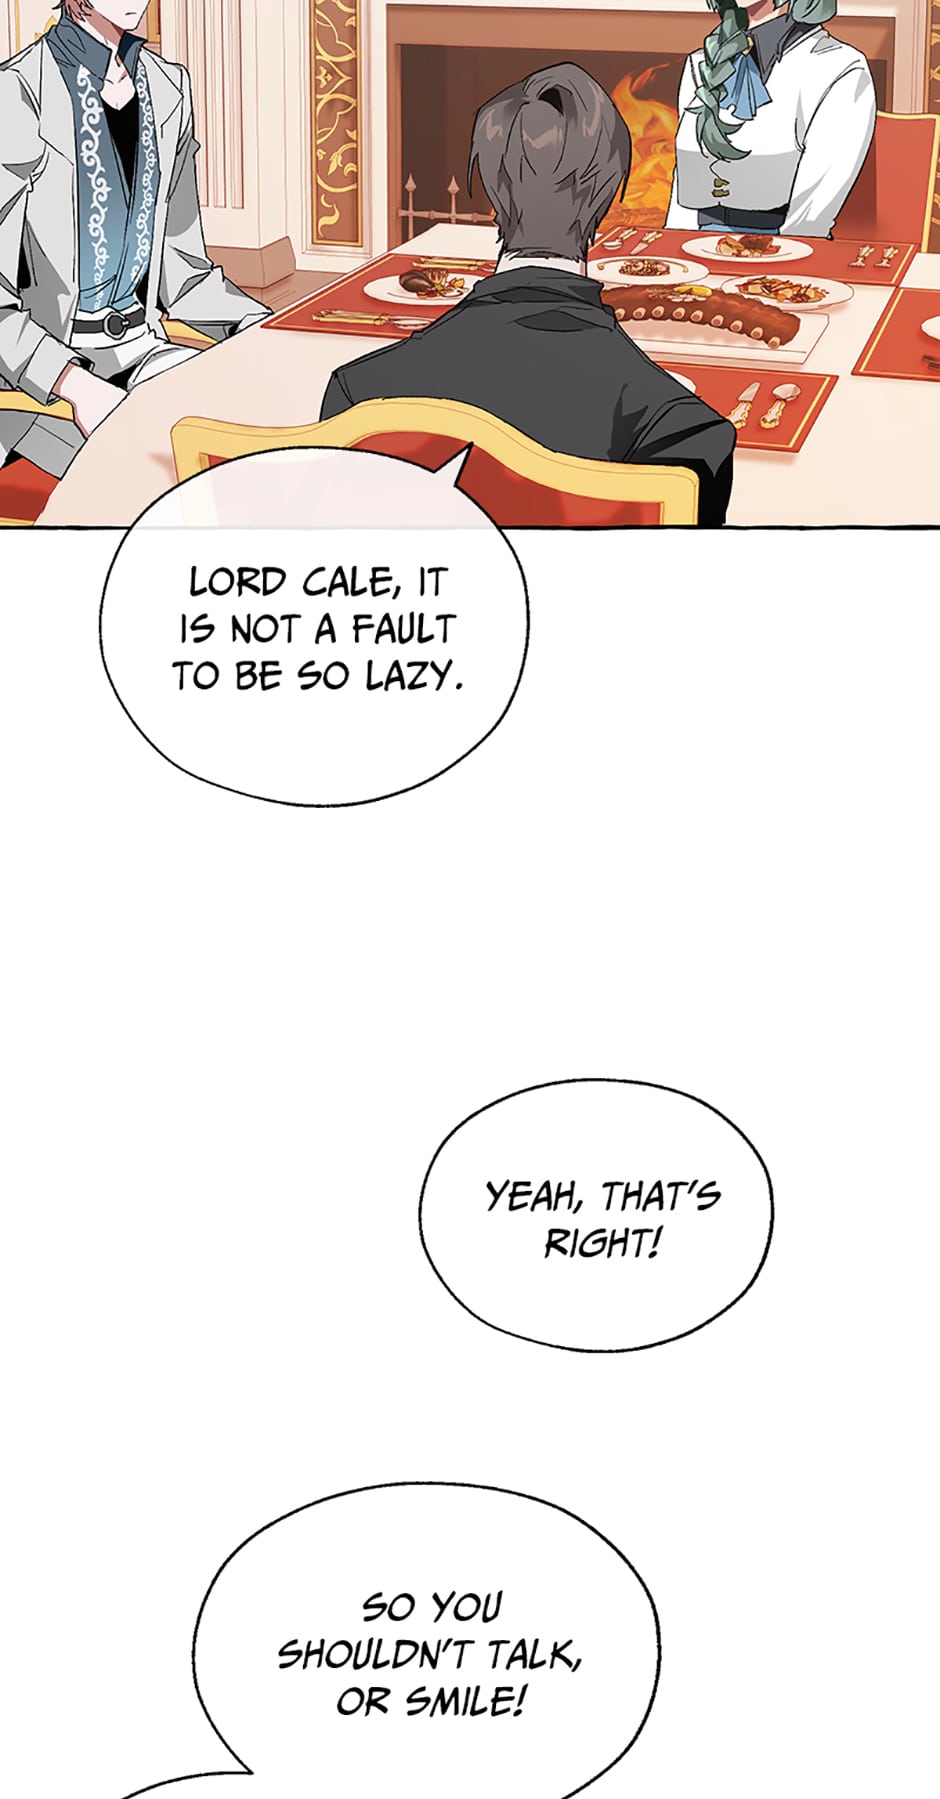 LORD CALE, IT
IS NOT A FAULT
TO BE SO LAZY.
YEAH, THAT'S
RIGHT!
SO YOU
SHOULDN'T TALK,
OR SMILE!